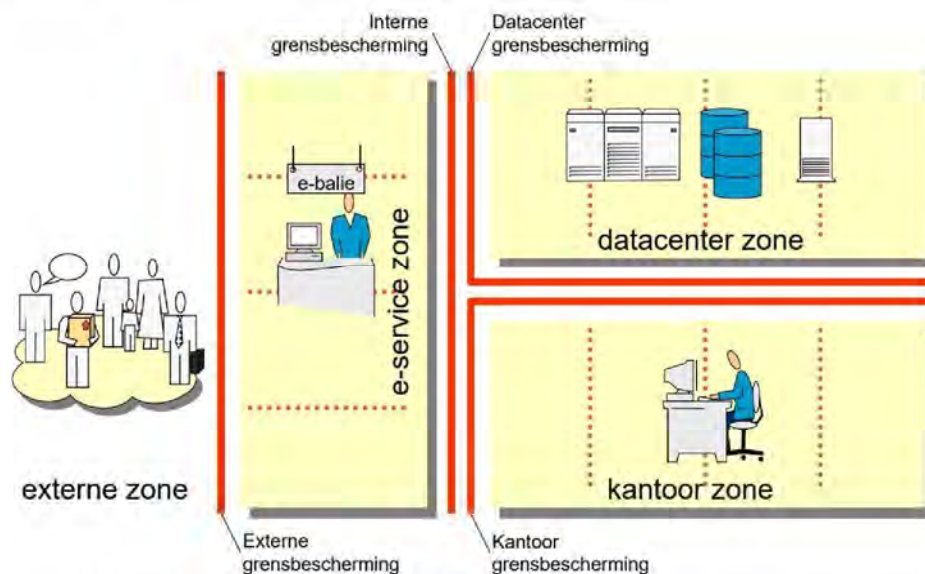 Interne
grensbescherming
Datacenter
grensbescherming
e-balie
e-service zone
datacenter zone
externe zone
kantoor zone
Externe
grensbescherming
Kantoor
grensbescherming